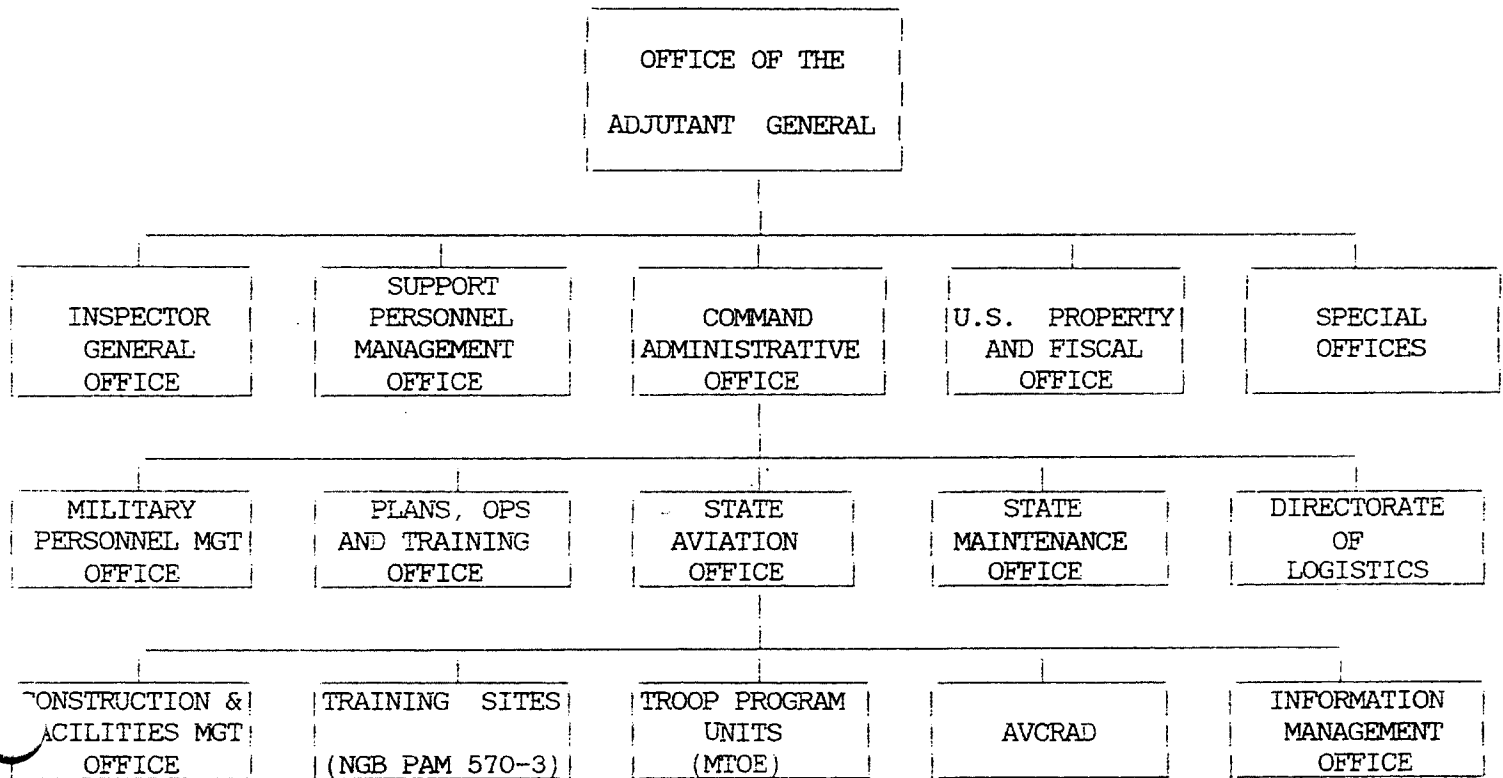 OFFICE OF THE
ADJUTANT GENERAL
INSPECTOR
GENERAL
OFFICE
SUPPORT
PERSONNEL
MANAGEMENT
OFFICE
COMMAND
ADMINISTRATIVE
OFFICE
U.S. PROPERTY
AND FISCAL
OFFICE
SPECIAL
OFFICES
MILITARY
PERSONNEL MGT
OFFICE
PLANS, OPS
AND TRAINING
OFFICE
STATE
AVIATION
OFFICE
STATE
MAINTENANCE
OFFICE
DIRECTORATE
OF
LOGISTICS
CONSTRUCTION &
ACILITIES MGT
OFFICE
TRAINING SITES
(NGB PAM 570-3)
TROOP PROGRAM
UNITS
(MTOE)
AVCRAD
INFORMATION
MANAGEMENT
OFFICE